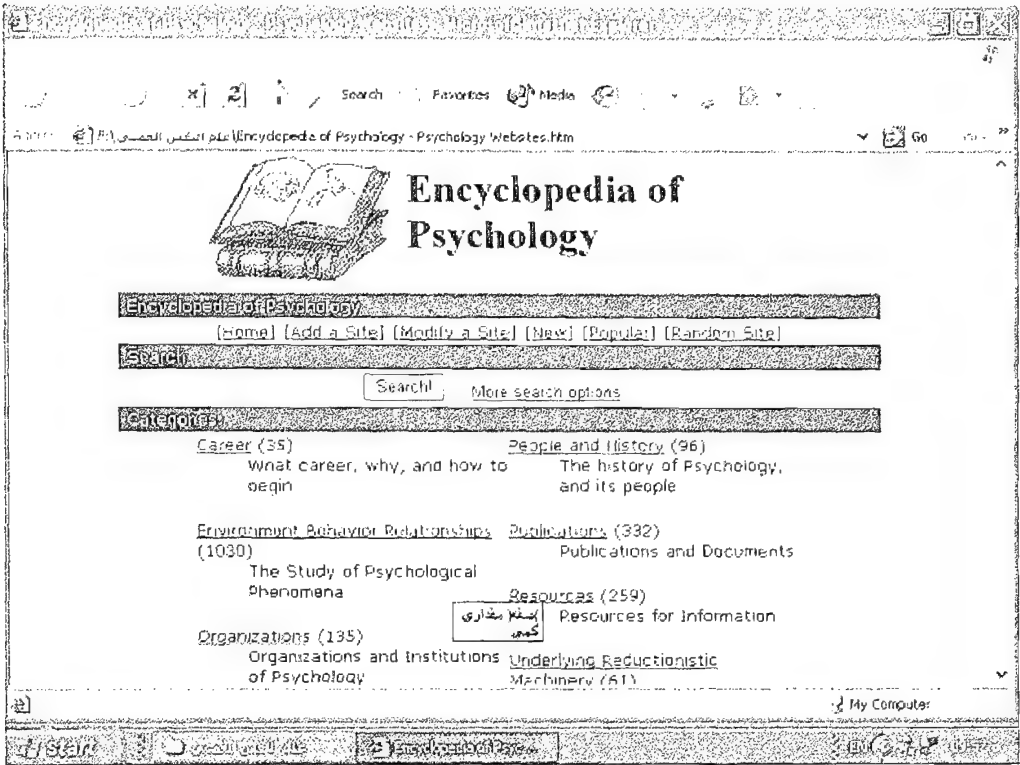 Search Favorites Media
\Encyclopedia of Psychology - Psychology Websites.htm Go
Encyclopedia of
Psychology
Encyclopedia of Psychology
[Home] [Add a Site] [Modify a Site] [New] [Popular] [Random Site]
Search
Search! More search options
Categories
Career (35)
What career, why, and how to
begin
People and History (96)
The history of Psychology,
and its people
Environment Behavior Relationships
(1030)
The Study of Psychological
Phenomena
Publications (332)
Publications and Documents
Resources (259)
Resources for Information
مقداري
كمي
Organizations (135)
Organizations and Institutions
of Psychology
Underlying Reductionistic
Machinery (61)
My Computer
start Encyclopedia of Psyc... EN